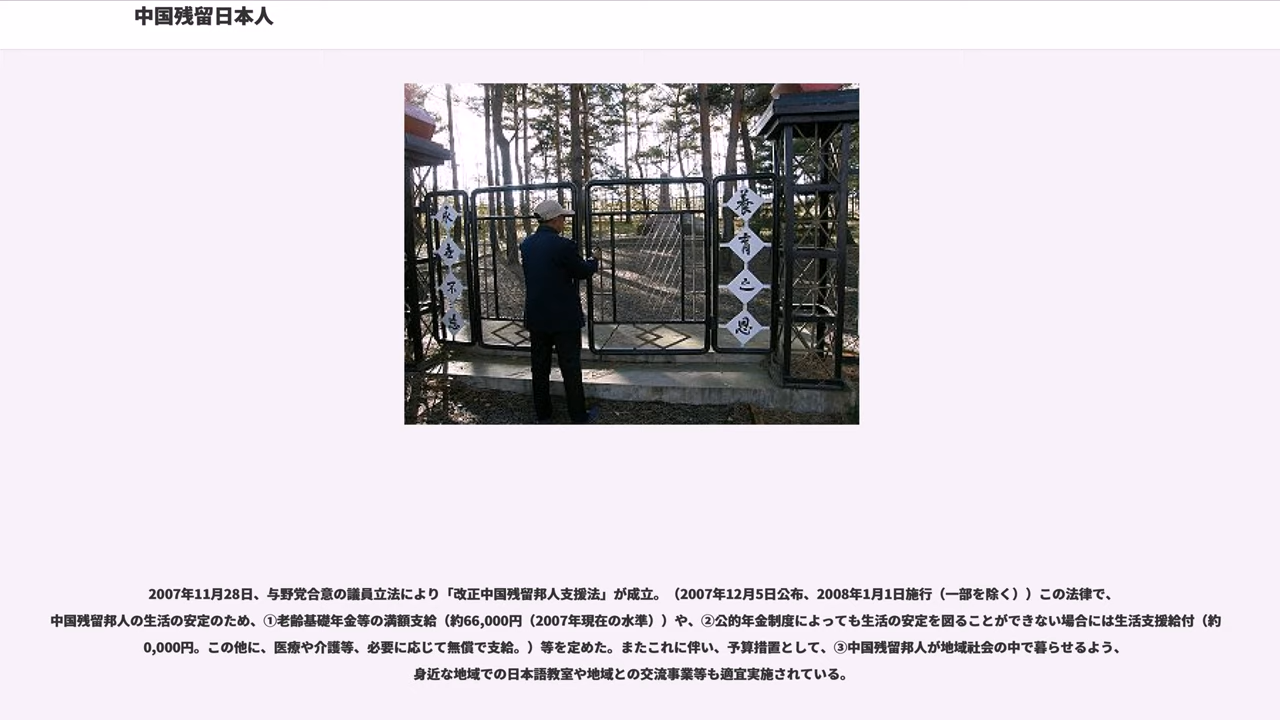 中国残留日本人
永世不忘
養育之恩
2007年11月28日、与野党合意の議員立法により「改正中国残留邦人支援法」が成立。（2007年12月5日公布、2008年1月1日施行（一部を除く））この法律で、
中国残留邦人の生活の安定のため、①老齢基礎年金等の満額支給（約66,000円（2007年現在の水準））や、②公的年金制度によっても生活の安定を図ることができない場合には生活支援給付（約
0,000円。この他に、医療や介護等、必要に応じて無償で支給。）等を定めた。またこれに伴い、予算措置として、③中国残留邦人が地域社会の中で暮らせるよう、
身近な地域での日本語教室や地域との交流事業等も適宜実施されている。